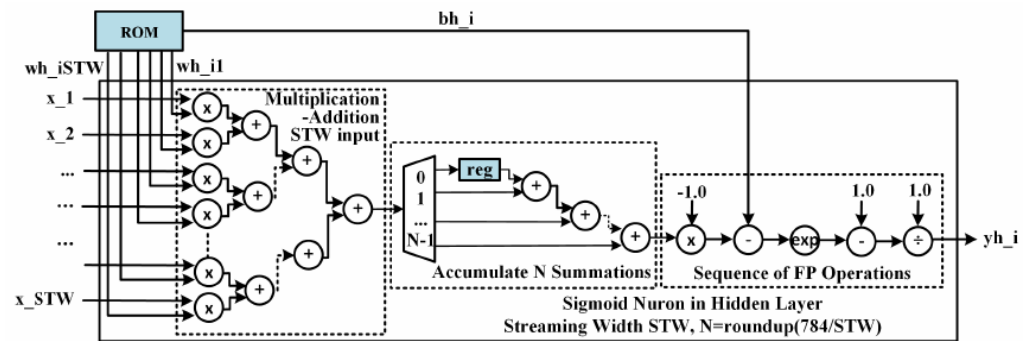 ROM
bh_i
wh_iSTW
wh_i1
x_1
x_2
...
...
...
x_STW
x
x
x
x
x
x
+
+
+
+
+
+
+
Multiplication
-Addition
STW input
0
1
...
N-1
reg
+
+
+
Accumulate N Summations
-1.0
1.0
1.0
x
-
exp
-
÷
yh_i
Sequence of FP Operations
Sigmoid Nuron in Hidden Layer
Streaming Width STW, N=roundup(784/STW)